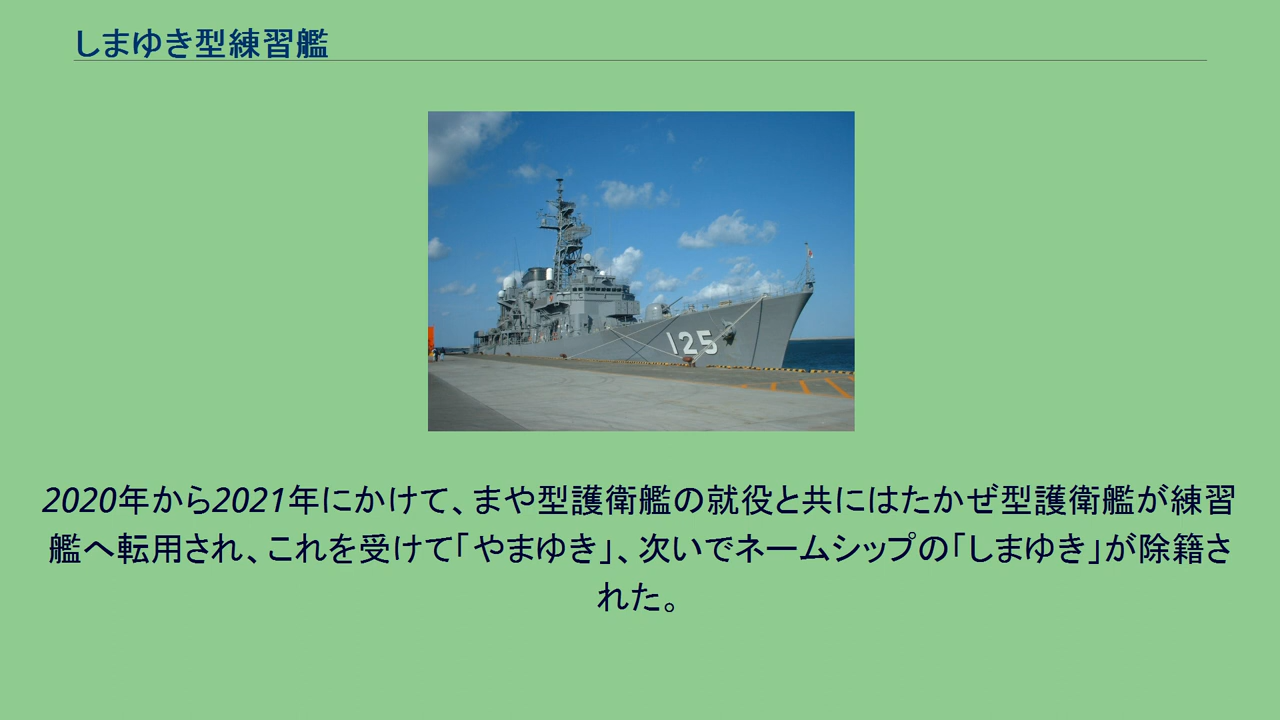 しまゆき型練習艦
125
2020年から2021年にかけて、まや型護衛艦の就役と共にはたかぜ型護衛艦が練習
艦へ転用され、これを受けて「やまゆき」、次いでネームシップの「しまゆき」が除籍さ
れた。